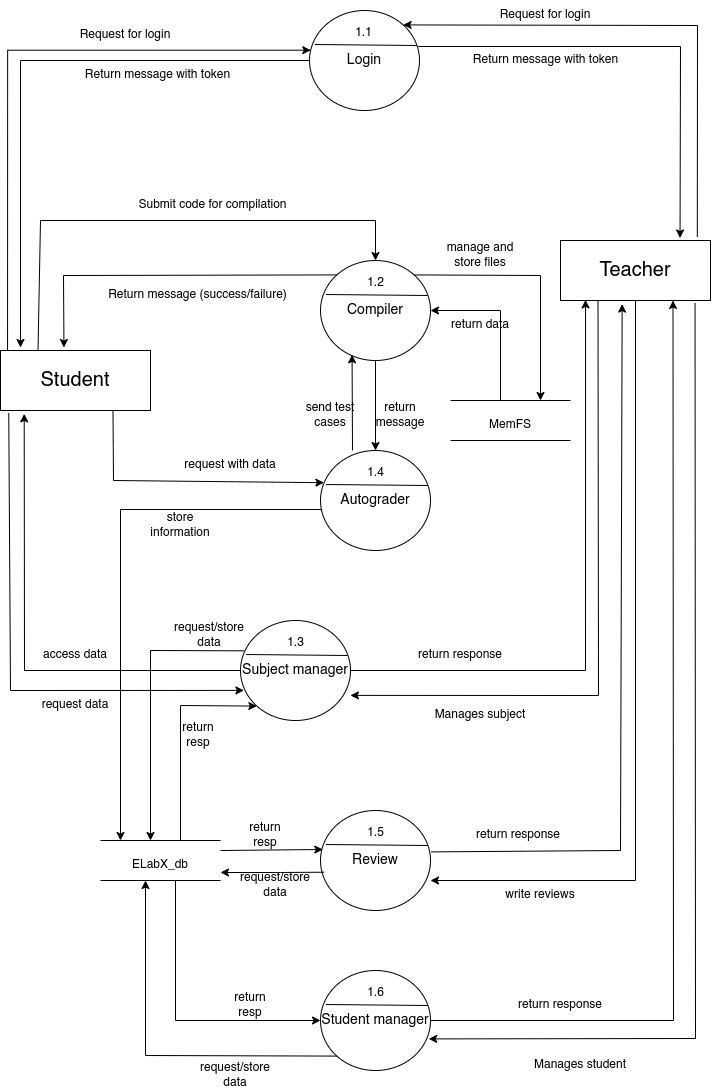 Request for login
Request for login
1.1
Login
Return message with token
Return message with token
Submit code for compilation
manage and
store files
Teacher
1.2
Return message (success/failure)
Compiler
return data
Student
send test
cases
return
message
MemFS
1.4
request with data
Autograder
store
information
request/store
data
1.3
access data
Subject manager
return response
request data
Manages subject
return
resp
return
resp
1.5
return response
ELabX_db
Review
request/store
data
write reviews
1.6
return
resp
return response
Student manager
request/store
data
Manages student